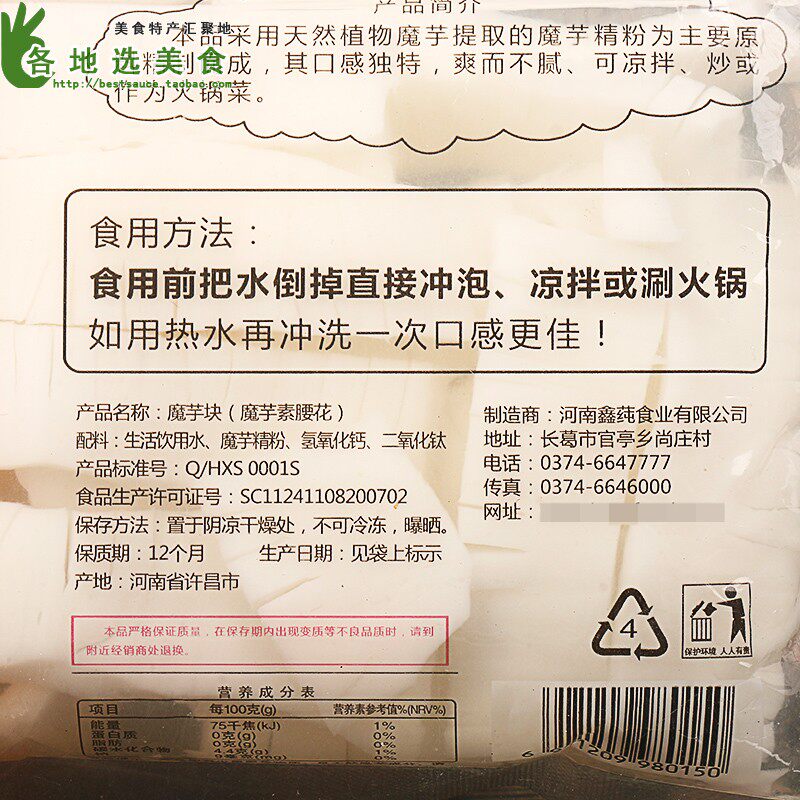 产品简介
美食特产汇聚地
各地选美食
http://bestsauce.taobao.com
本品采用天然植物魔芋提取的魔芋精粉为主要原
料制 成，其口感独特，爽而不腻、可凉拌、炒或
作为火锅菜。
食用方法：
食用前把水倒掉直接冲泡、凉拌或涮火锅
如用热水再冲洗一次口感更佳！
产品名称：魔芋块（魔芋素腰花）
配料：生活饮用水、魔芋精粉、氢氧化钙、二氧化钛
产品标准号：Q/HXS 0001S
食品生产许可证号：SC11241108200702
保存方法：置于阴凉干燥处，不可冷冻，曝晒。
保质期：12个月 生产日期：见袋上标示
产地：河南省许昌市
制造商：河南鑫莼食业有限公司
地址：长葛市官亭乡尚庄村
电话：0374-6647777
传真：0374-6646000
网址：
本品严格保证质量，在保存期内出现变质等不良品质时，请到
附近经销商处退换。
4
保护环境 人人有责
营养成分表
项目 每100克(g) 营养素参考值%(NRV%)
能量 75千焦(kJ) 1%
蛋白质 0克(g) 0%
脂肪 0克(g) 0%
碳水化合物 4.4克(g) 1%
0%
980150